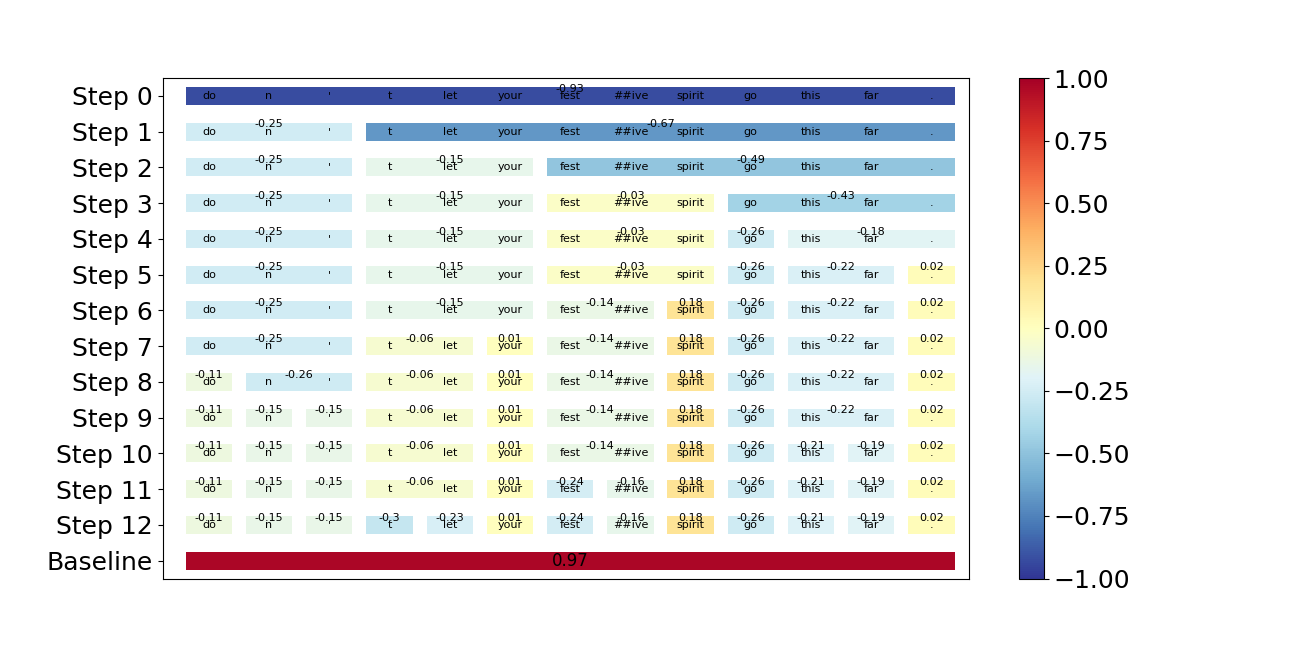 -0.93
Step 0 do n ' t let your fest ##ive spirit go this far . 1.00
-0.25 -0.67
Step 1 do n ' t let your fest ##ive spirit go this far .
-0.25 -0.15 -0.49
Step 2 do n ' t let your fest ##ive spirit go this far . 0.75
-0.25 -0.15 -0.03 -0.43
Step 3 do n ' t let your fest ##ive spirit go this far . 0.50
-0.25 -0.15 -0.03 -0.26 -0.18
Step 4 do n ' t let your fest ##ive spirit go this far .
-0.25 -0.15 -0.03 -0.26 -0.22 0.02
Step 5 do n ' t let your fest ##ive spirit go this far . 0.25
-0.25 -0.15 -0.14 0.18 -0.26 -0.22 0.02
Step 6 do n ' t let your fest ##ive spirit go this far . 0.00
-0.25 -0.06 0.01 -0.14 0.18 -0.26 -0.22 0.02
Step 7 do n ' t let your fest ##ive spirit go this far .
-0.11 -0.26 -0.06 0.01 -0.14 0.18 -0.26 -0.22 0.02
Step 8 do n ' t let your fest ##ive spirit go this far . −0.25
-0.11 -0.15 -0.15 -0.06 0.01 -0.14 0.18 -0.26 -0.22 0.02
Step 9 do n ' t let your fest ##ive spirit go this far .
-0.11 -0.15 -0.15 -0.06 0.01 -0.14 0.18 -0.26 -0.21 -0.19 0.02
Step 10 do n ' t let your fest ##ive spirit go this far . −0.50
-0.11 -0.15 -0.15 -0.06 0.01 -0.24 -0.16 0.18 -0.26 -0.21 -0.19 0.02
Step 11 do n ' t let your fest ##ive spirit go this far .
-0.11 -0.15 -0.15 -0.3 -0.23 0.01 -0.24 -0.16 0.18 -0.26 -0.21 -0.19 0.02
Step 12 do n ' t let your fest ##ive spirit go this far . −0.75
Baseline 0.97
−1.00